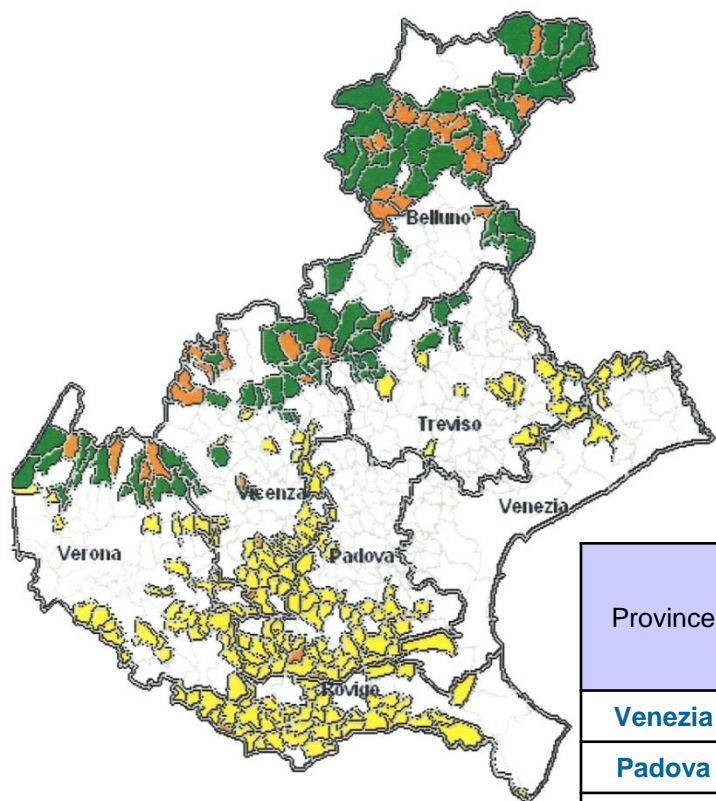 Belluno
Treviso
Vicenza
Venezia
Verona
Padova
Rovigo
Province
Venezia
Padova